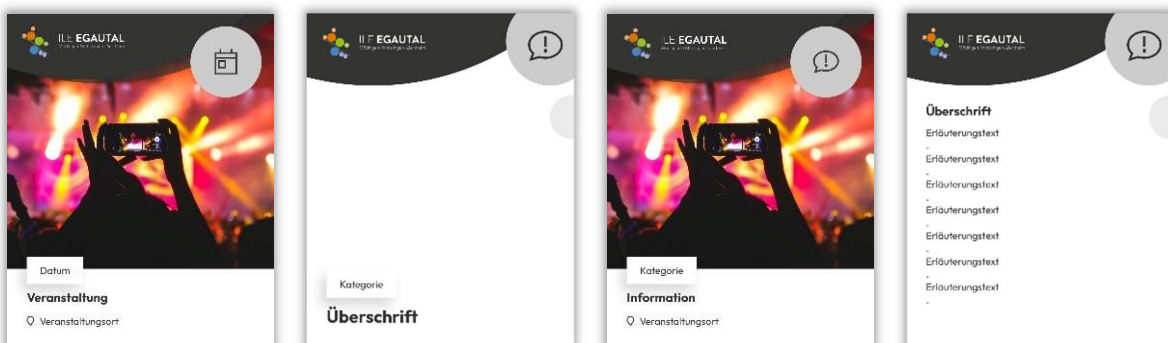 ILE EGAUTAL
Datum
Veranstaltung
Veranstaltungsort
ILE EGAUTAL
Kategorie
Überschrift
ILE EGAUTAL
Kategorie
Information
Veranstaltungsort
ILE EGAUTAL
Überschrift
Erläuterungstext
.
Erläuterungstext
.
Erläuterungstext
.
Erläuterungstext
.
Erläuterungstext
.
Erläuterungstext
.
Erläuterungstext
.